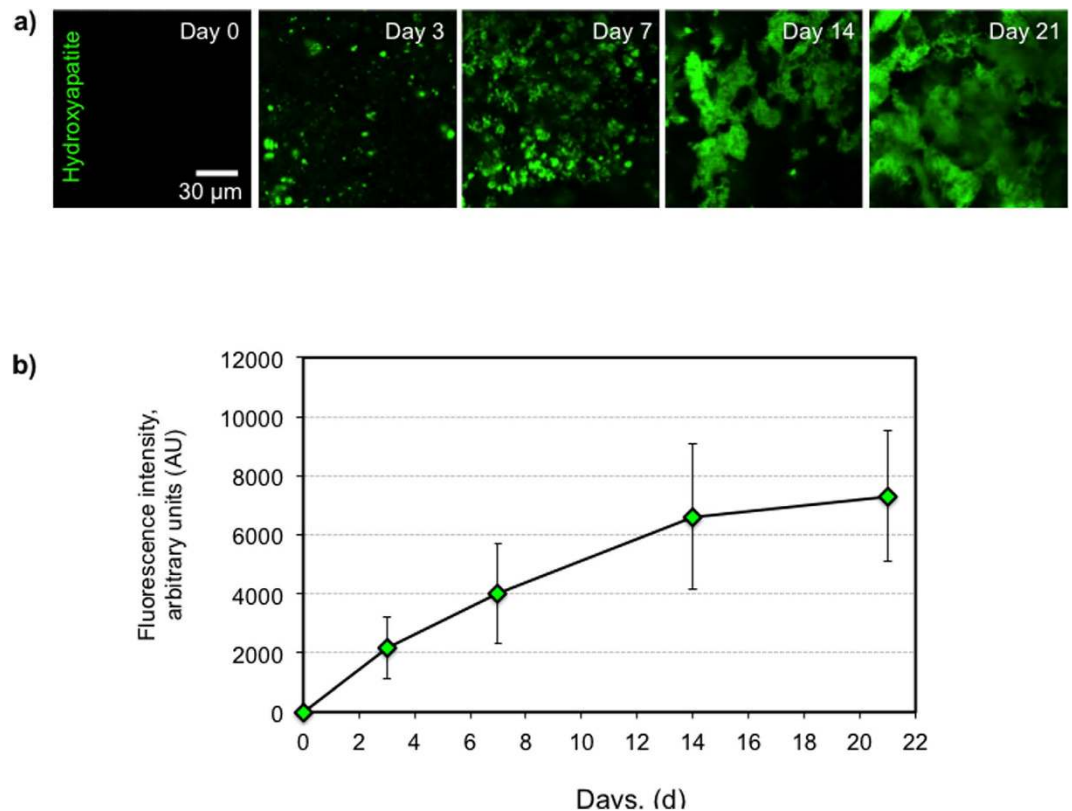 a)
Hydroxyapatite
Day 0
Day 3
Day 7
Day 14
Day 21
30 µm
b)
Fluorescence intensity,
arbitrary units (AU)
12000
10000
8000
6000
4000
2000
0
0 2 4 6 8 10 12 14 16 18 20 22
Days, (d)